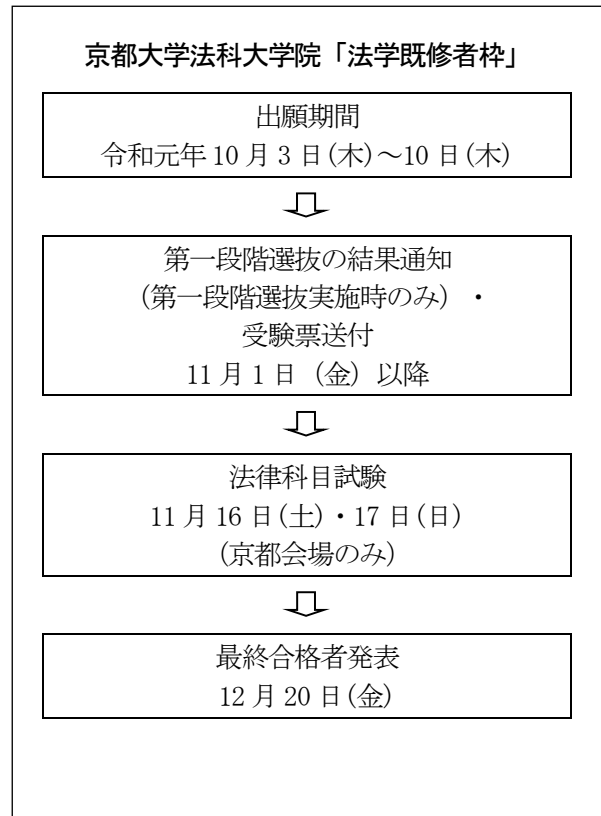 京都大学法科大学院「法学既修者枠」
出願期間
令和元年 10 月 3 日(木)~10 日(木)
第一段階選抜の結果通知
(第一段階選抜実施時のみ)・
受験票送付
11 月 1 日 (金) 以降
法律科目試験
11 月 16 日(土)・17 日(日)
(京都会場のみ)
最終合格者発表
12 月 20 日(金)